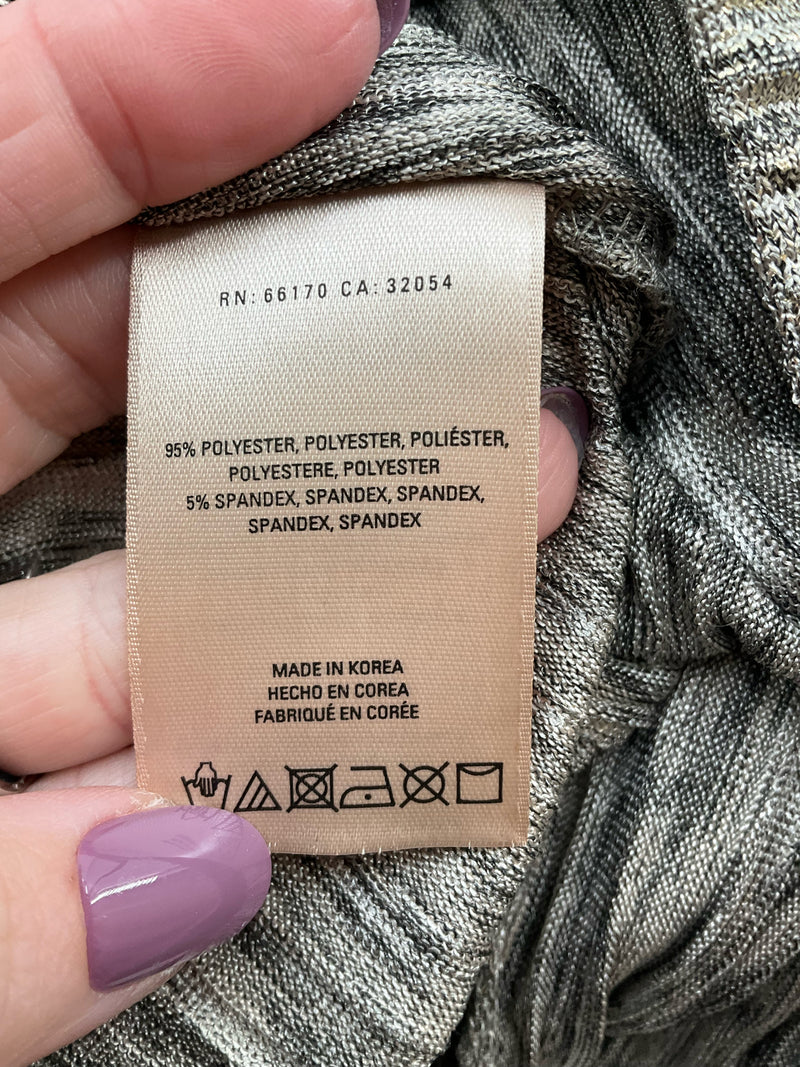 RN: 66170 CA: 32054
95% POLYESTER, POLYESTER, POLIÉSTER,
POLYESTERE, POLYESTER
5% SPANDEX, SPANDEX, SPANDEX,
SPANDEX, SPANDEX
MADE IN KOREA
HECHO EN COREA
FABRIQUÉ EN CORÉE